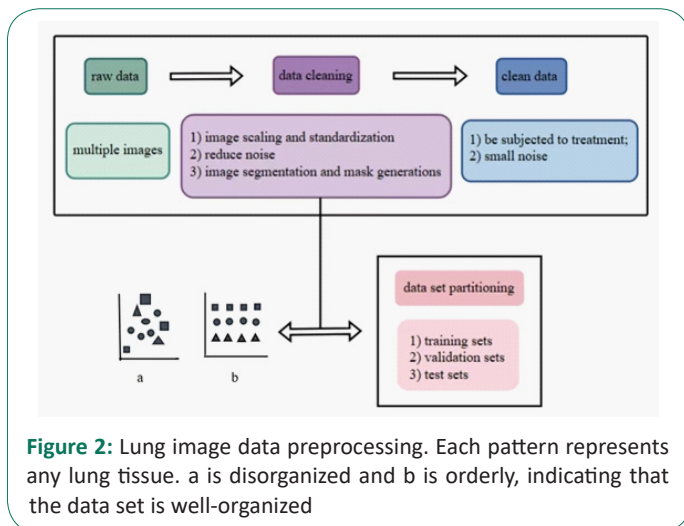 raw data
data cleaning
clean data
multiple images
1) image scaling and standardization
2) reduce noise
3) image segmentation and mask generations
1) be subjected to treatment;
2) small noise
data set partitioning
1) training sets
2) validation sets
3) test sets
a
b
Figure 2: Lung image data preprocessing. Each pattern represents
any lung tissue. a is disorganized and b is orderly, indicating that
the data set is well-organized